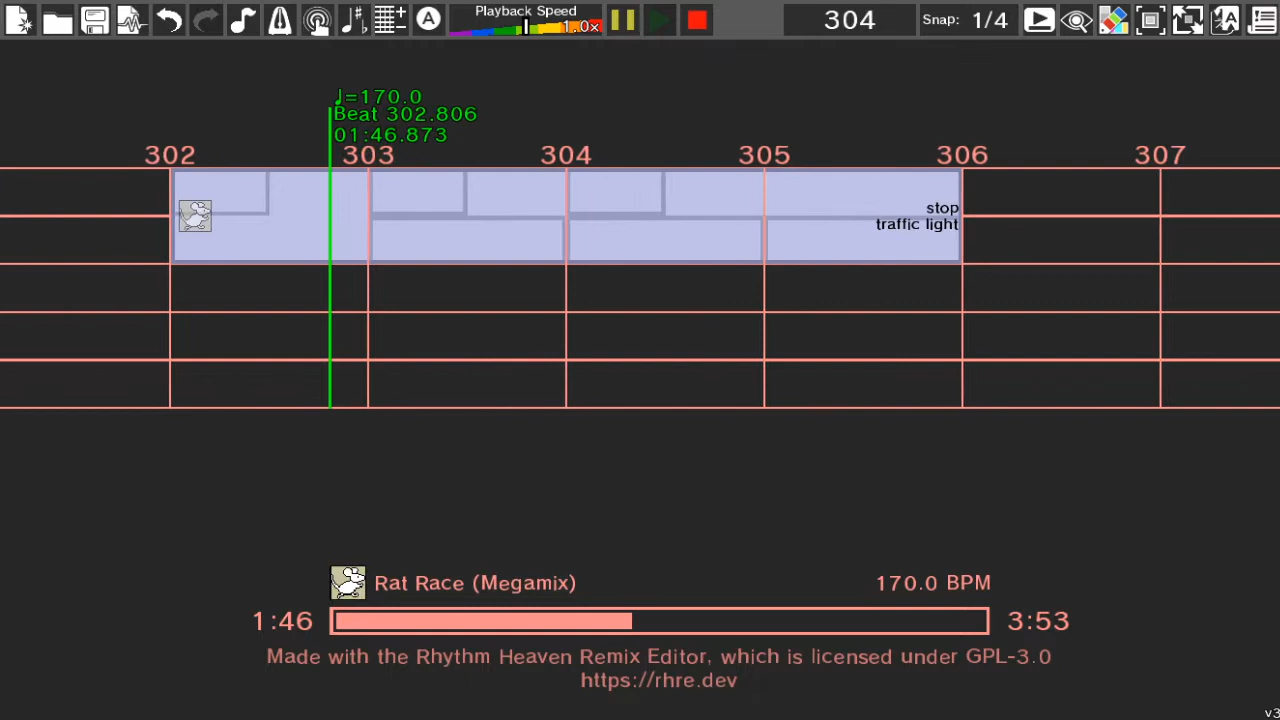 Playback Speed
1.0x
304
Snap: 1/4
A
A
♩=170.0
Beat 302.806
01:46.873
302 303 304 305 306 307
stop
traffic light
Rat Race (Megamix) 170.0 BPM
1:46 3:53
Made with the Rhythm Heaven Remix Editor, which is licensed under GPL-3.0
https://rhre.dev
v3